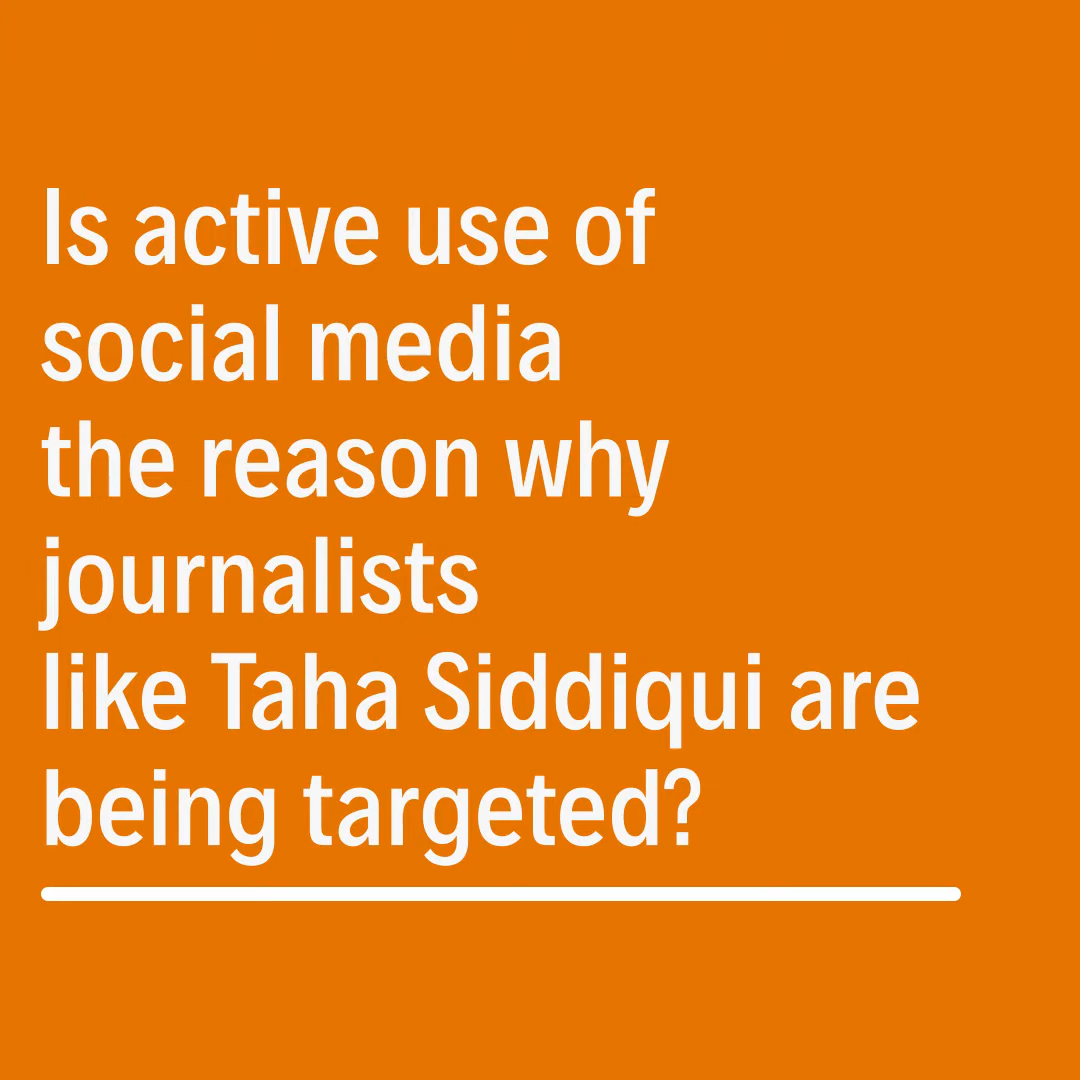 Is active use of
social media
the reason why
journalists
like Taha Siddiqui are
being targeted?